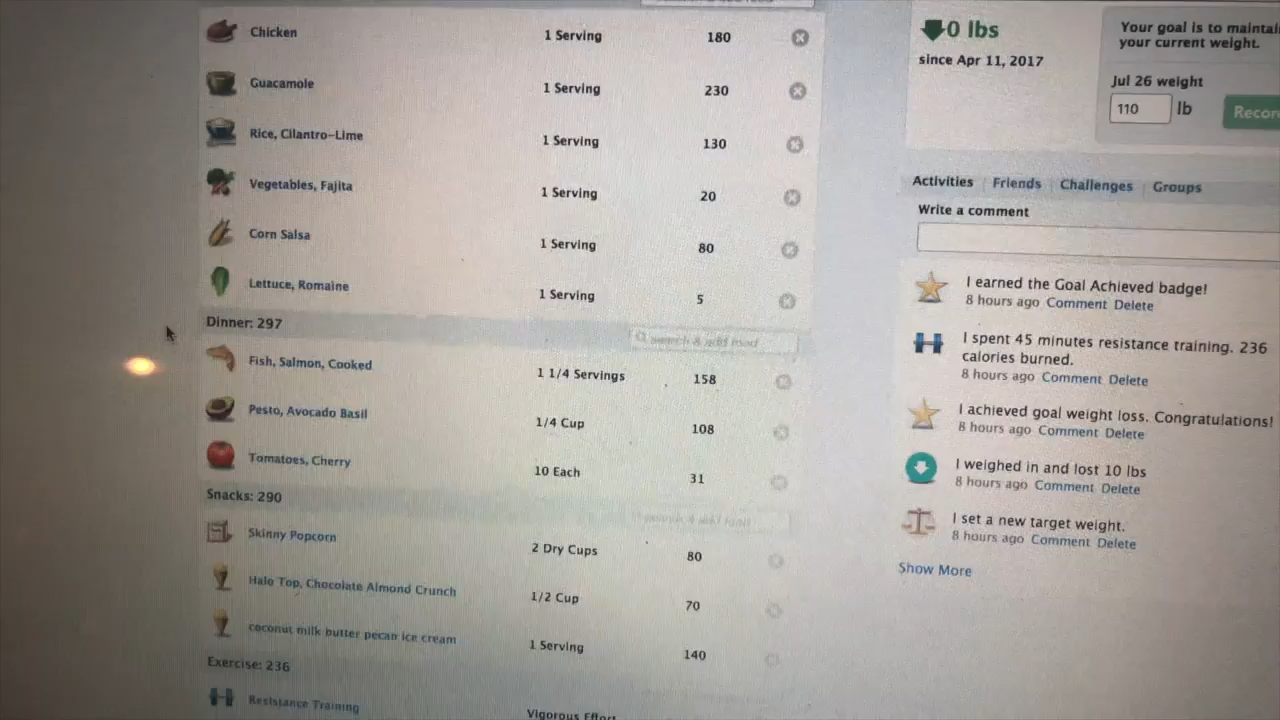 Chicken 1 Serving 180
Guacamole 1 Serving 230
Rice, Cilantro-Lime 1 Serving 130
Vegetables, Fajita 1 Serving 20
Corn Salsa 1 Serving 80
Lettuce, Romaine 1 Serving 5
Dinner: 297 search & add food
Fish, Salmon, Cooked 1 1/4 Servings 158
Pesto, Avocado Basil 1/4 Cup 108
Tomatoes, Cherry 10 Each 31
Snacks: 290
Skinny Popcorn 2 Dry Cups 80
Halo Top, Chocolate Almond Crunch 1/2 Cup 70
coconut milk butter pecan ice cream 1 Serving 140
Exercise: 236
Resistance Training Vigorous Effort
0 lbs
since Apr 11, 2017
Your goal is to maintai
your current weight.
Jul 26 weight
110 lb Recor
Activities Friends Challenges Groups
Write a comment
I earned the Goal Achieved badge!
8 hours ago Comment Delete
I spent 45 minutes resistance training. 236
calories burned.
8 hours ago Comment Delete
I achieved goal weight loss. Congratulations!
8 hours ago Comment Delete
I weighed in and lost 10 lbs
8 hours ago Comment Delete
I set a new target weight.
8 hours ago Comment Delete
Show More